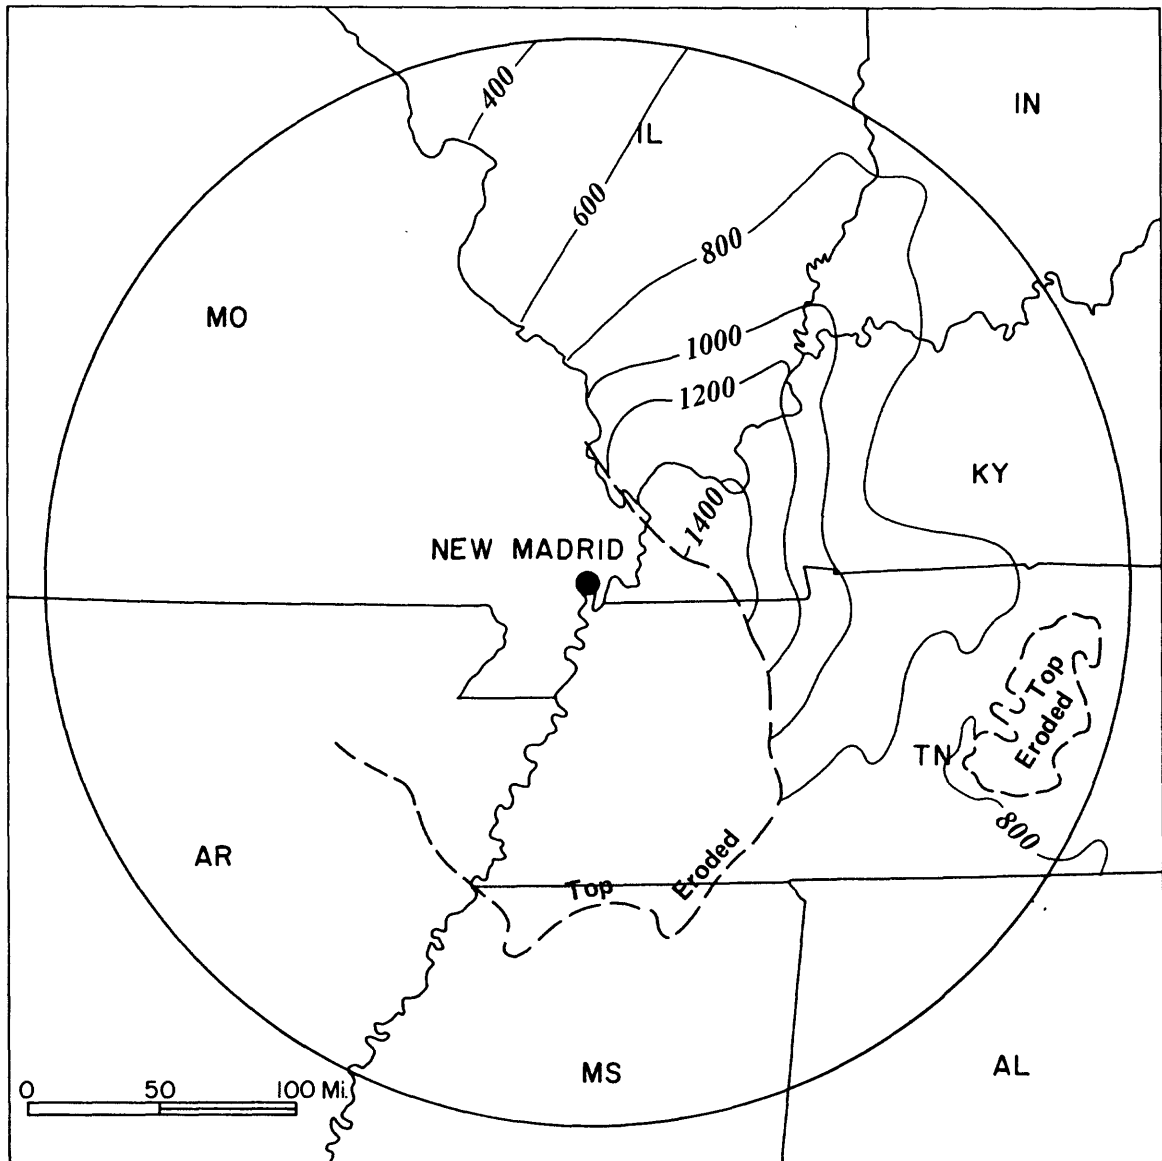 400
IN
IL
600
800
MO
1000
1200
KY
1400
NEW MADRID
Top
Eroded
TN
800
AR
Top Eroded
MS
AL
0 50 100 Mi.